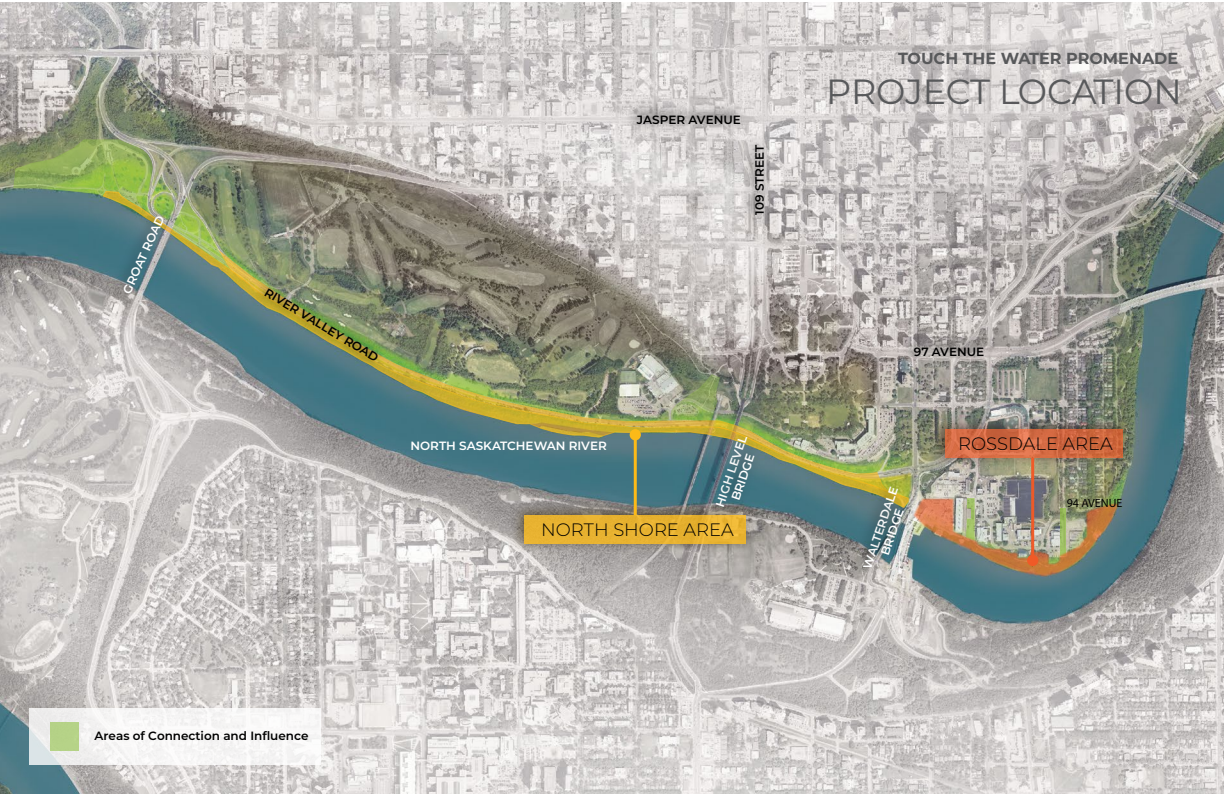 TOUCH THE WATER PROMENADE
PROJECT LOCATION
JASPER AVENUE
109 STREET
GROAT ROAD
RIVER VALLEY ROAD
97 AVENUE
NORTH SASKATCHEWAN RIVER
HIGH LEVEL
BRIDGE
ROSSDALE AREA
94 AVENUE
NORTH SHORE AREA
WALTERDALE
BRIDGE
Areas of Connection and Influence